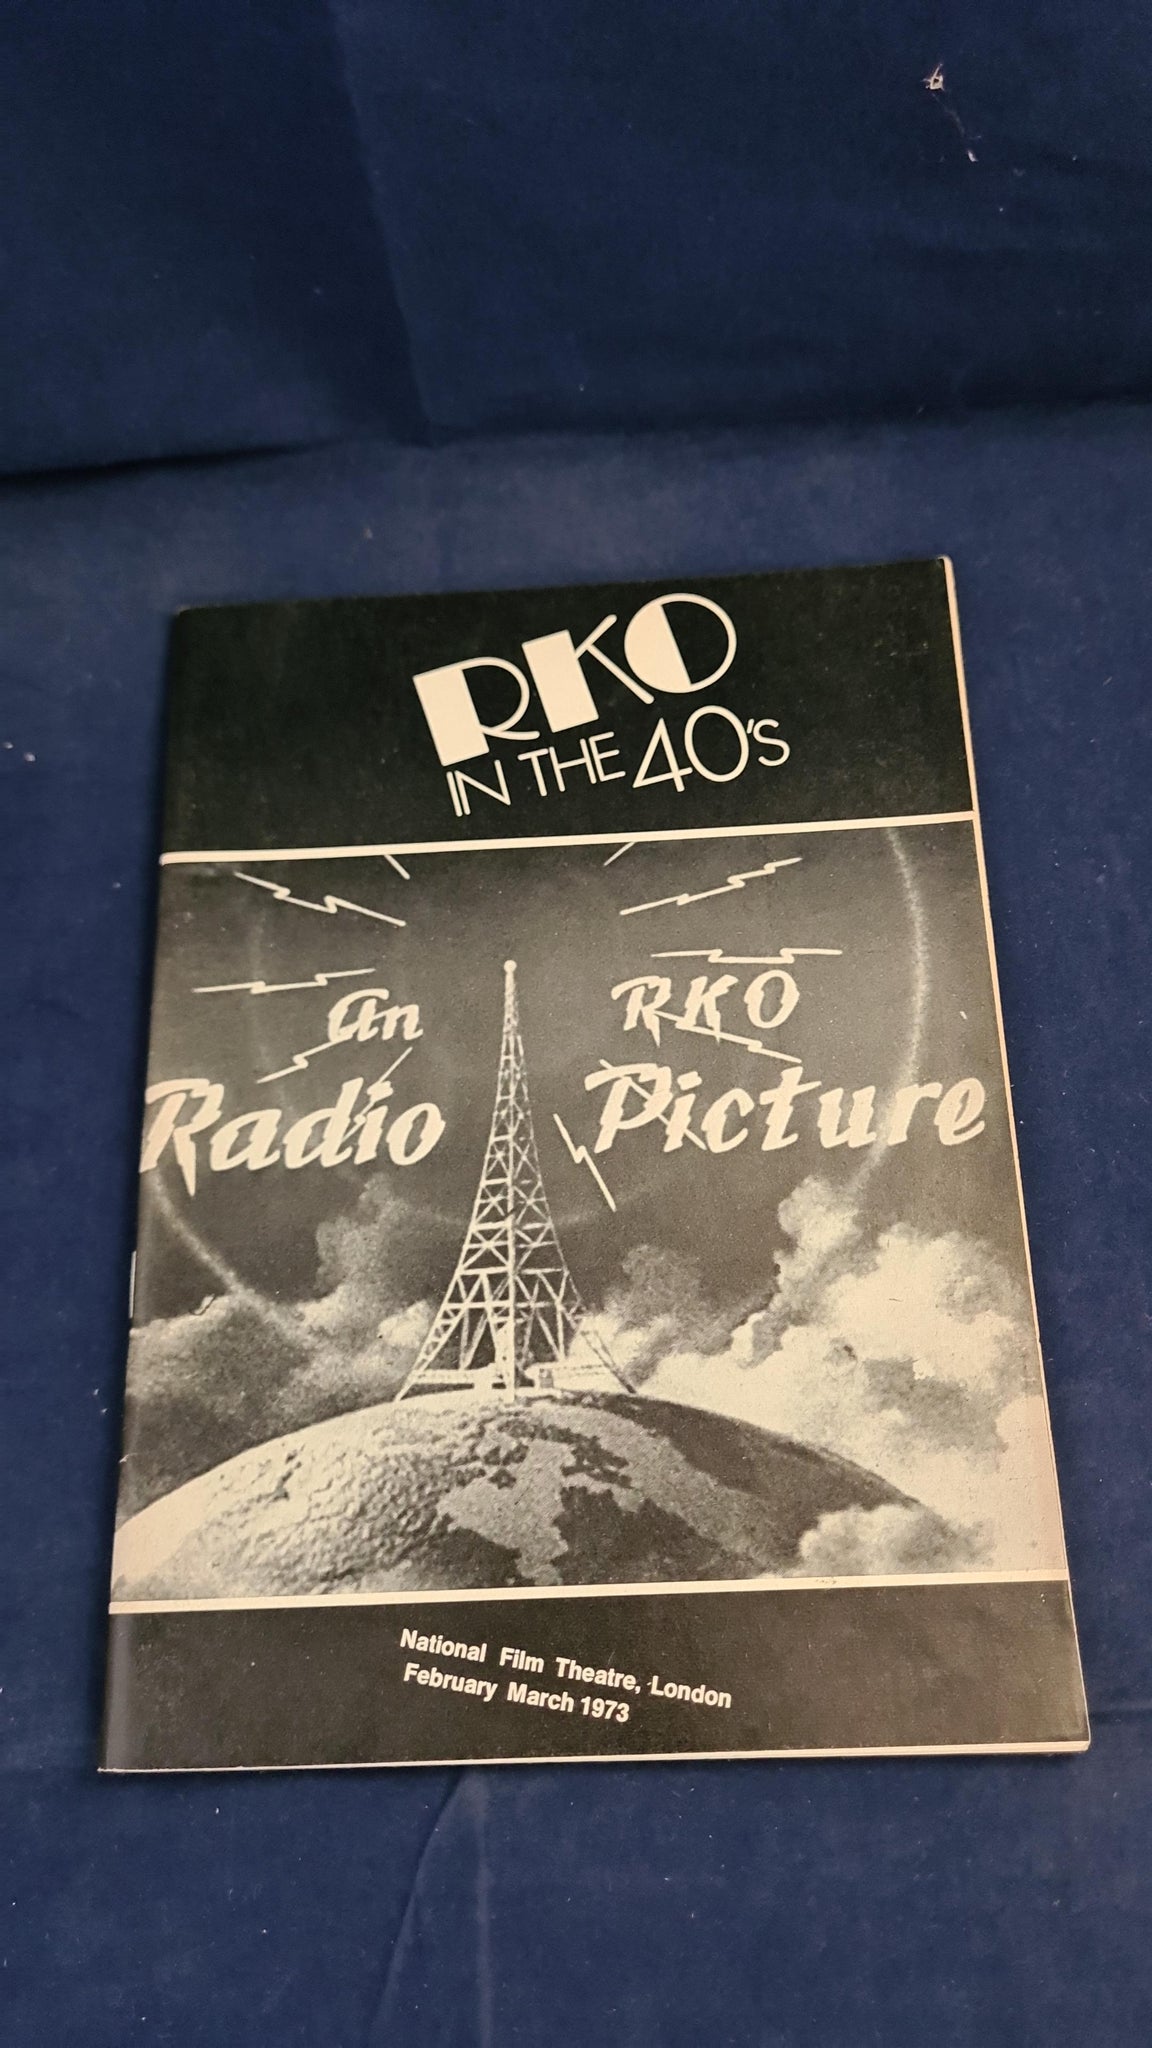 RKO
IN THE 40'S
An RKO
Radio Picture
National Film Theatre, London
February March 1973